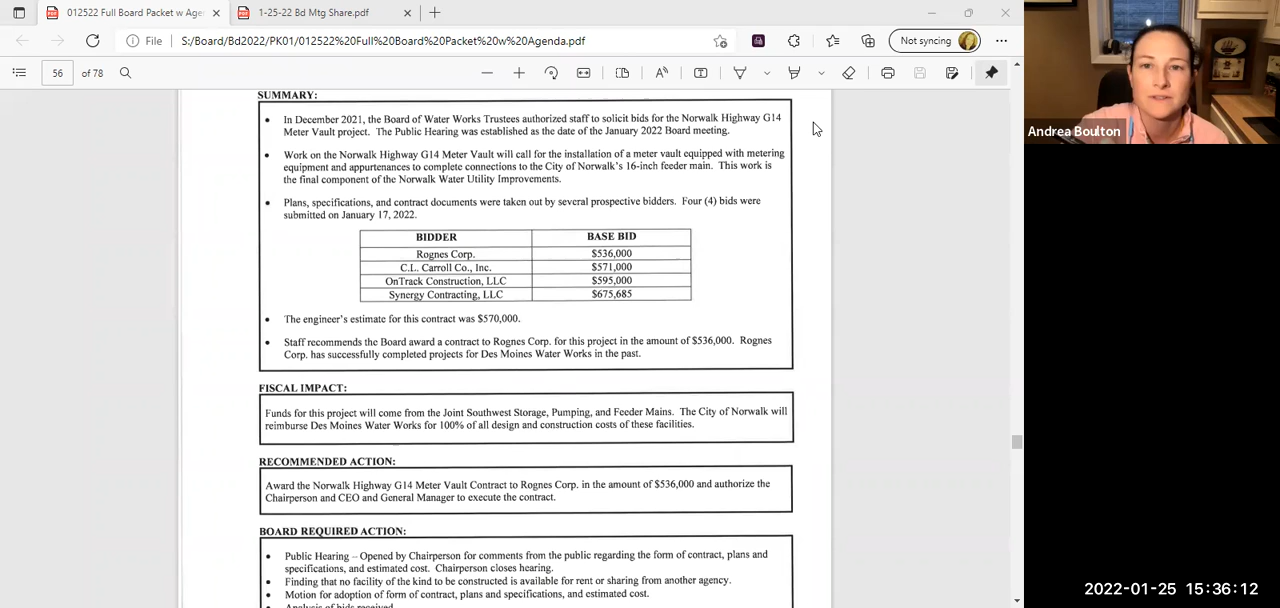 012522 Full Board Packet w Age
1-25-22 Bd Mtg Share.pdf
File S:/Board/Bd2022/PK01/012522%20Full%20Board%20Packet%20w%20Agenda.pdf
Not syncing
56 of 78
SUMMARY:
• In December 2021, the Board of Water Works Trustees authorized staff to solicit bids for the Norwalk Highway G14
Meter Vault project. The Public Hearing was established as the date of the January 2022 Board meeting.
• Work on the Norwalk Highway G14 Meter Vault will call for the installation of a meter vault equipped with metering
equipment and appurtenances to complete connections to the City of Norwalk's 16-inch feeder main. This work is
the final component of the Norwalk Water Utility Improvements.
• Plans, specifications, and contract documents were taken out by several prospective bidders. Four (4) bids were
submitted on January 17, 2022.
BIDDER BASE BID
Rognes Corp. $536,000
C.L. Carroll Co., Inc. $571,000
OnTrack Construction, LLC $595,000
Synergy Contracting, LLC $675,685
• The engineer's estimate for this contract was $570,000.
• Staff recommends the Board award a contract to Rognes Corp. for this project in the amount of $536,000. Rognes
Corp. has successfully completed projects for Des Moines Water Works in the past.
FISCAL IMPACT:
Funds for this project will come from the Joint Southwest Storage, Pumping, and Feeder Mains. The City of Norwalk will
reimburse Des Moines Water Works for 100% of all design and construction costs of these facilities.
RECOMMENDED ACTION:
Award the Norwalk Highway G14 Meter Vault Contract to Rognes Corp. in the amount of $536,000 and authorize the
Chairperson and CEO and General Manager to execute the contract.
BOARD REQUIRED ACTION:
• Public Hearing – Opened by Chairperson for comments from the public regarding the form of contract, plans and
specifications, and estimated cost. Chairperson closes hearing.
• Finding that no facility of the kind to be constructed is available for rent or sharing from another agency.
• Motion for adoption of form of contract, plans and specifications, and estimated cost.
• Analysis of bids received
Andrea Boulton
2022-01-25 15:36:12